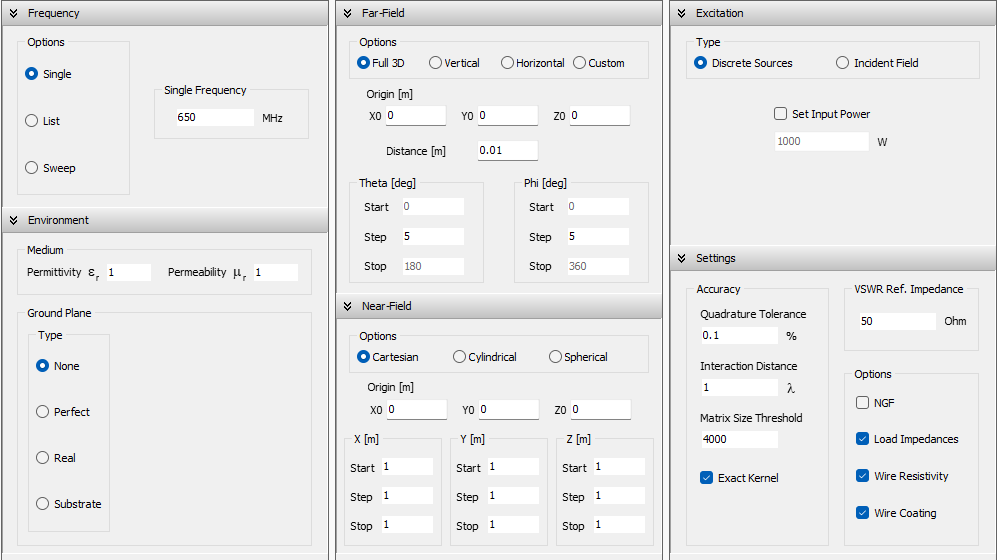 Frequency
Options
Single
List
Sweep
Single Frequency
650 MHz
Environment
Medium
Permittivity εr 1 Permeability μr 1
Ground Plane
Type
None
Perfect
Real
Substrate
Far-Field
Options
Full 3D Vertical Horizontal Custom
Origin [m]
X0 0 Y0 0 Z0 0
Distance [m] 0.01
Theta [deg]
Start 0
Step 5
Stop 180
Phi [deg]
Start 0
Step 5
Stop 360
Near-Field
Options
Cartesian Cylindrical Spherical
Origin [m]
X0 0 Y0 0 Z0 0
X [m]
Start 1
Step 1
Stop 1
Y [m]
Start 1
Step 1
Stop 1
Z [m]
Start 1
Step 1
Stop 1
Excitation
Type
Discrete Sources Incident Field
Set Input Power
1000 W
Settings
Accuracy
Quadrature Tolerance
0.1 %
Interaction Distance
1 λ
Matrix Size Threshold
4000
Exact Kernel
VSWR Ref. Impedance
50 Ohm
Options
NGF
Load Impedances
Wire Resistivity
Wire Coating